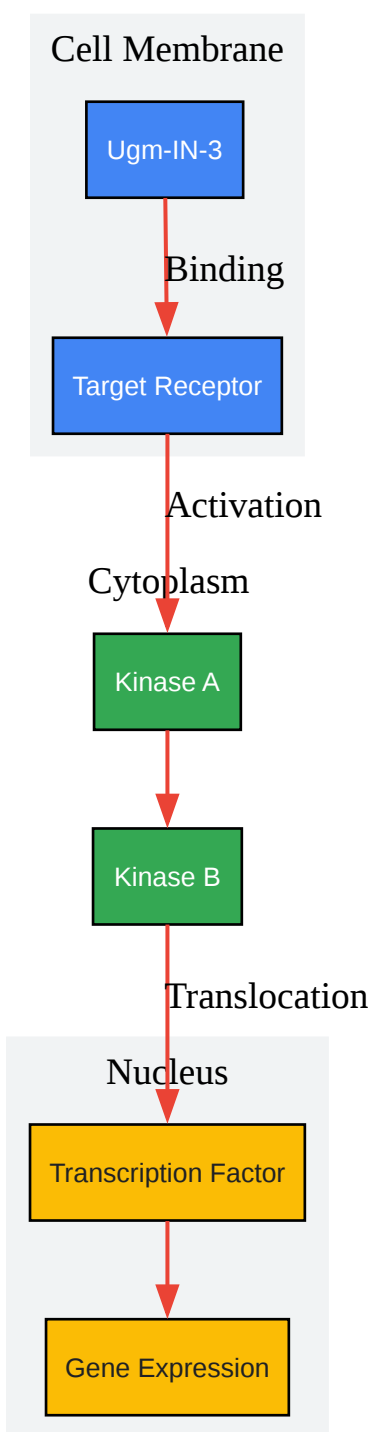 Cell Membrane
Ugm-IN-3
Binding
Target Receptor
Activation
Cytoplasm
Kinase A
Kinase B
Translocation
Nucleus
Transcription Factor
Gene Expression